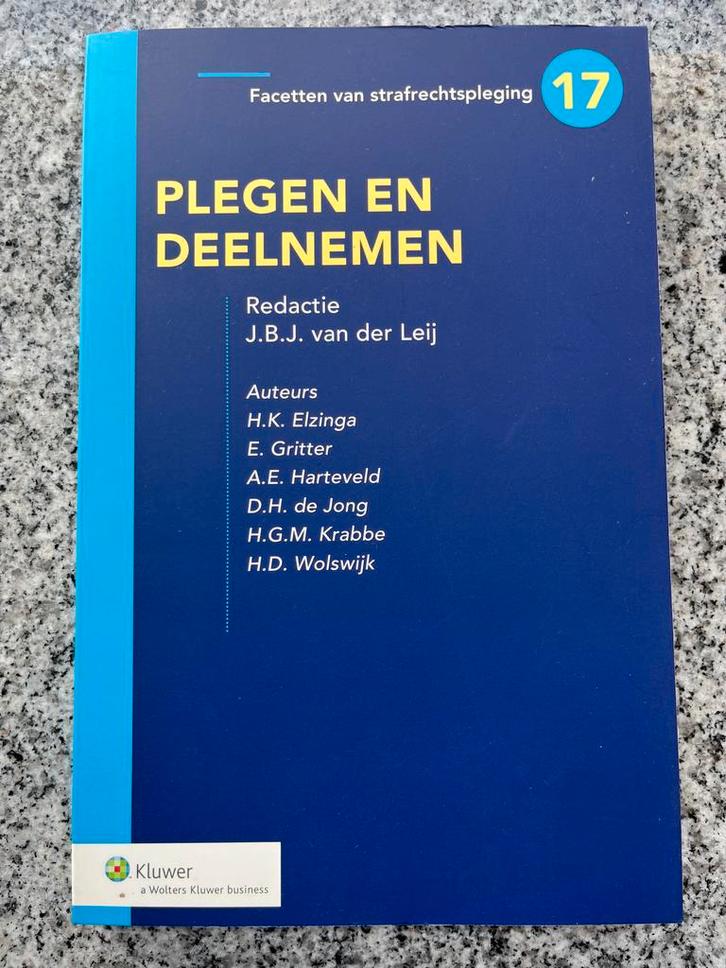 Facetten van strafrechtspleging 17
PLEGEN EN
DEELNEMEN
Redactie
J.B.J. van der Leij
Auteurs
H.K. Elzinga
E. Gritter
A.E. Harteveld
D.H. de Jong
H.G.M. Krabbe
H.D. Wolswijk
Kluwer
a Wolters Kluwer business